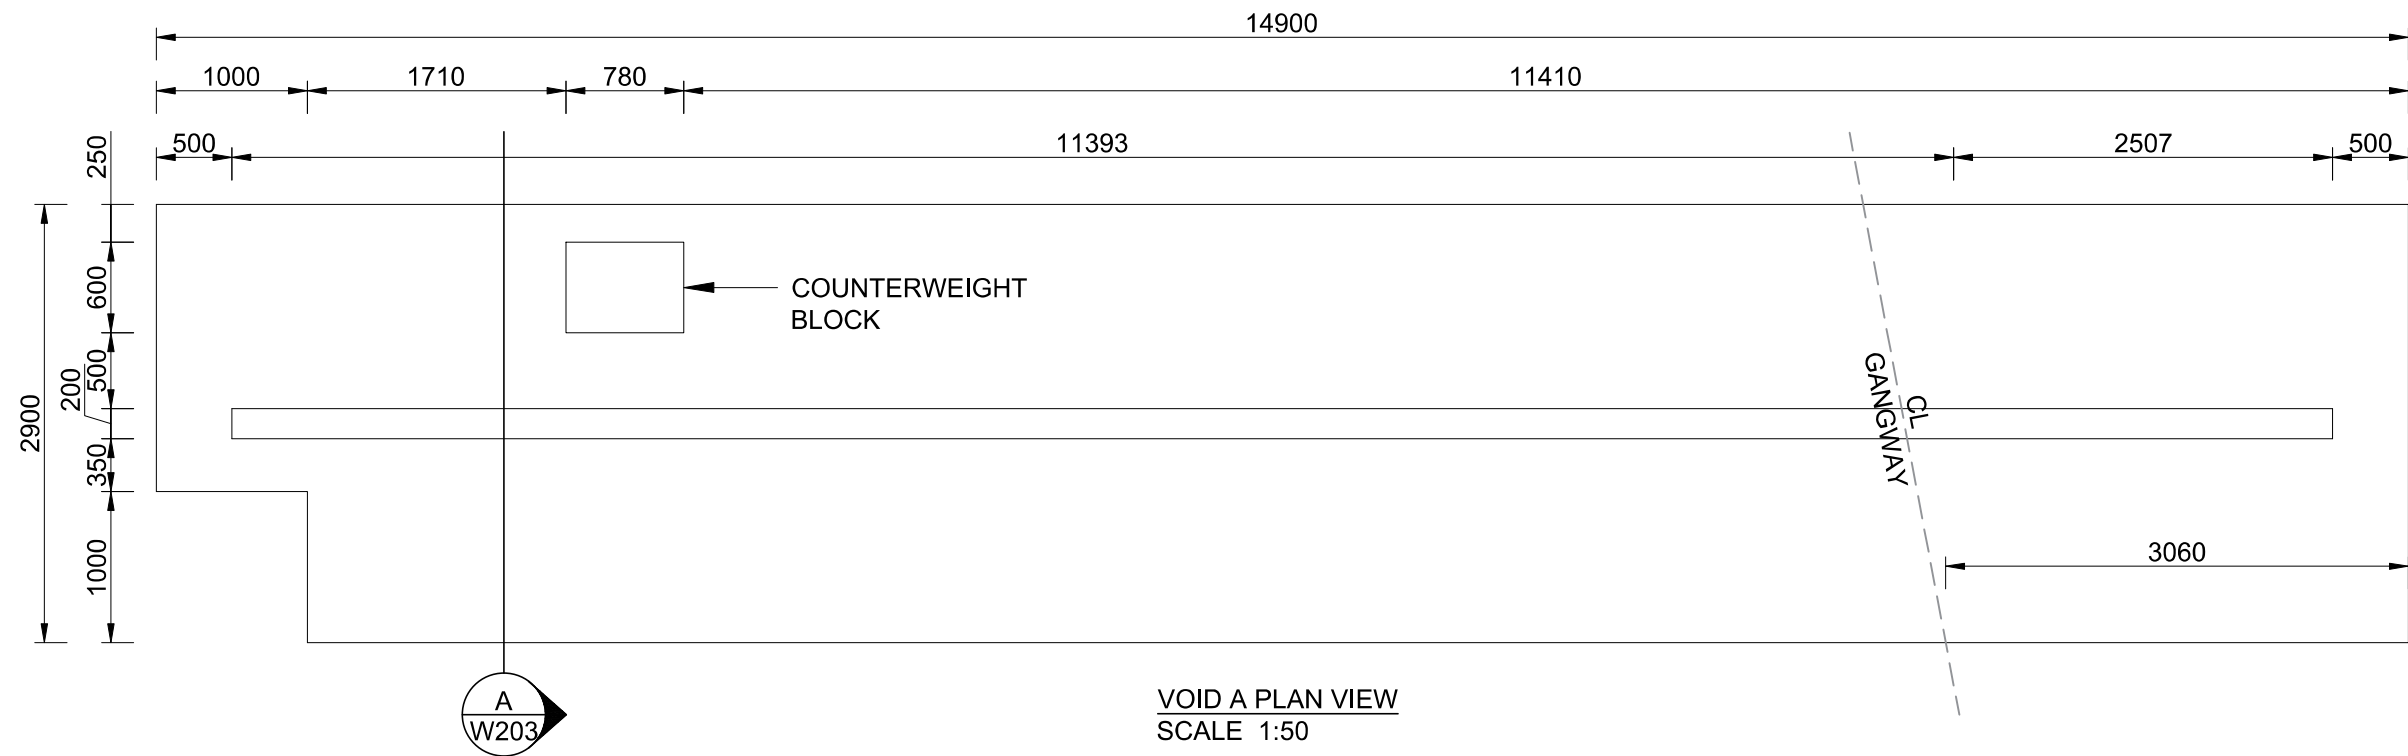 14900
1000
1710
780
11410
500
11393
2507
500
250
600
500
200
350
1000
2900
COUNTERWEIGHT
BLOCK
CL
GANGWAY
3060
A
W203
VOID A PLAN VIEW
SCALE 1:50